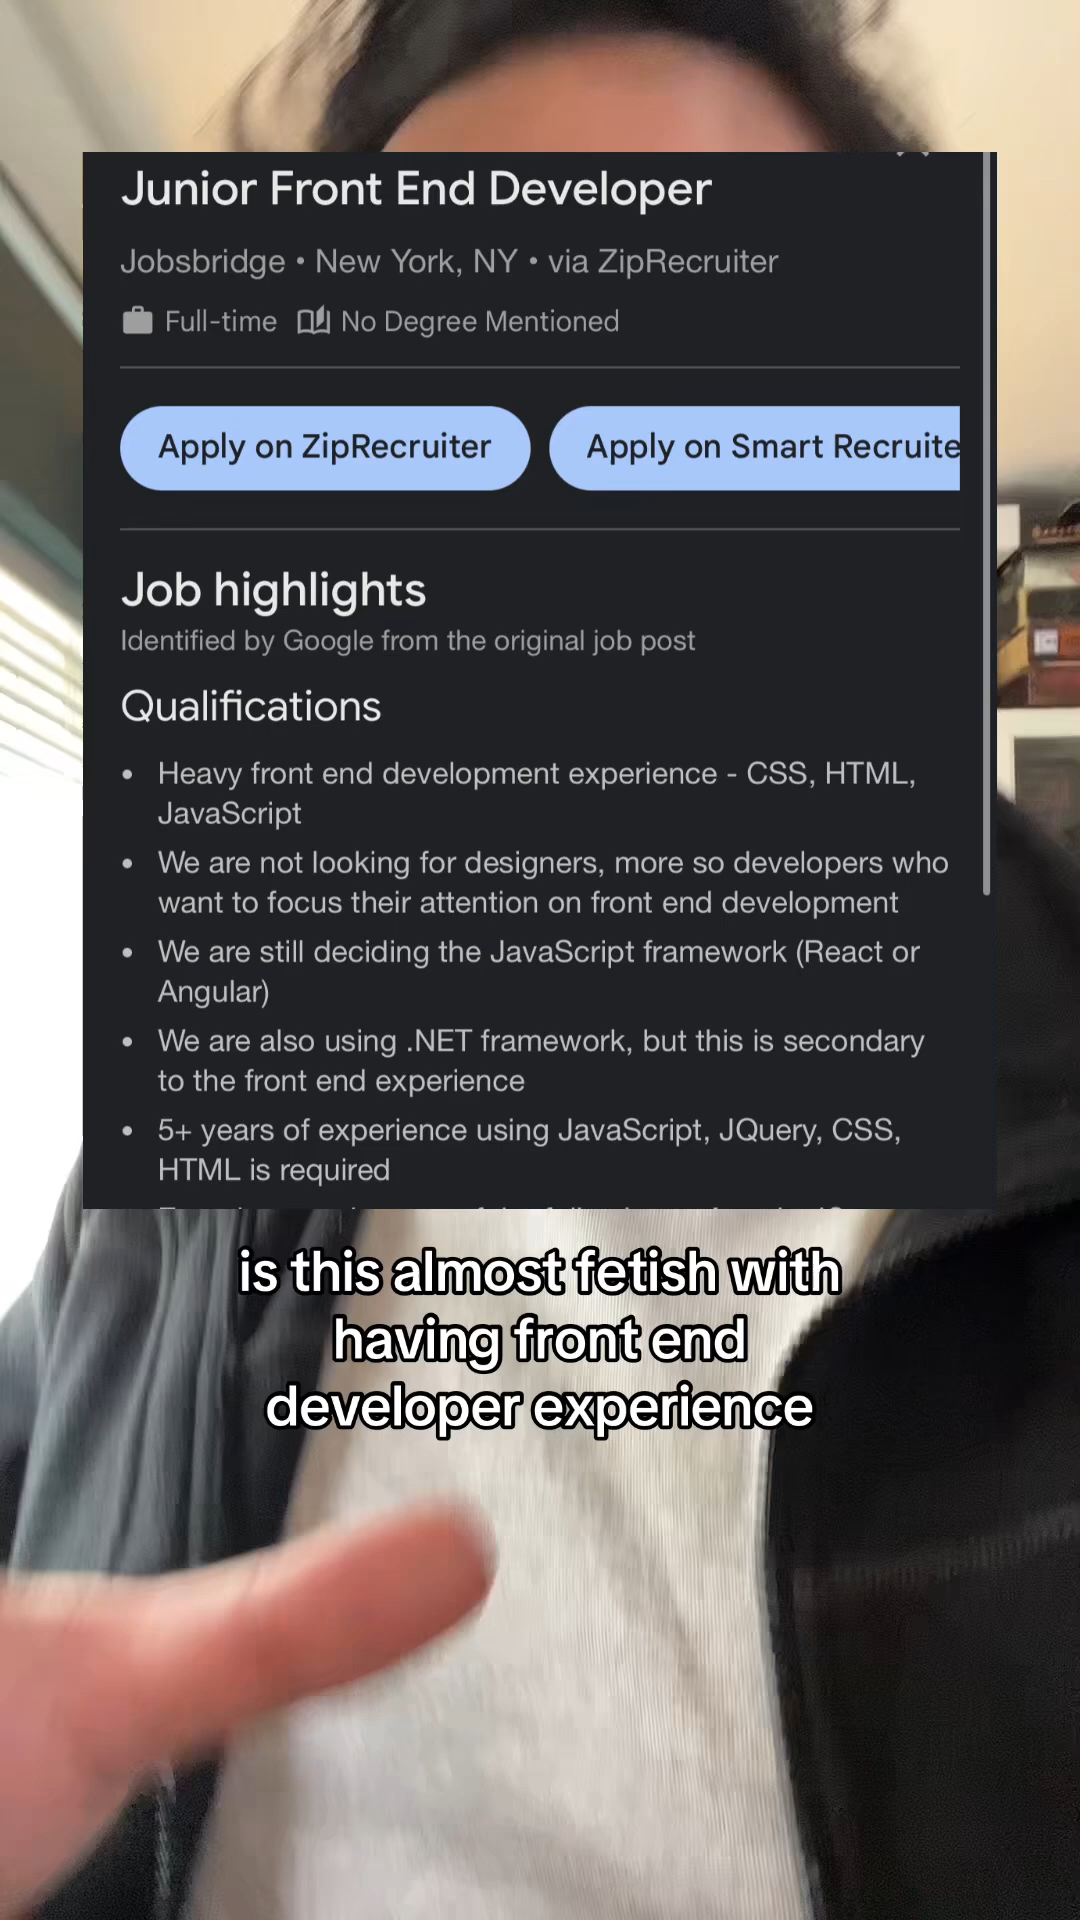 Junior Front End Developer
Jobsbridge • New York, NY • via ZipRecruiter
Full-time No Degree Mentioned
Apply on ZipRecruiter Apply on Smart Recruite
Job highlights
Identified by Google from the original job post
Qualifications
• Heavy front end development experience - CSS, HTML,
JavaScript
• We are not looking for designers, more so developers who
want to focus their attention on front end development
• We are still deciding the JavaScript framework (React or
Angular)
• We are also using .NET framework, but this is secondary
to the front end experience
• 5+ years of experience using JavaScript, JQuery, CSS,
HTML is required
is this almost fetish with
having front end
developer experience